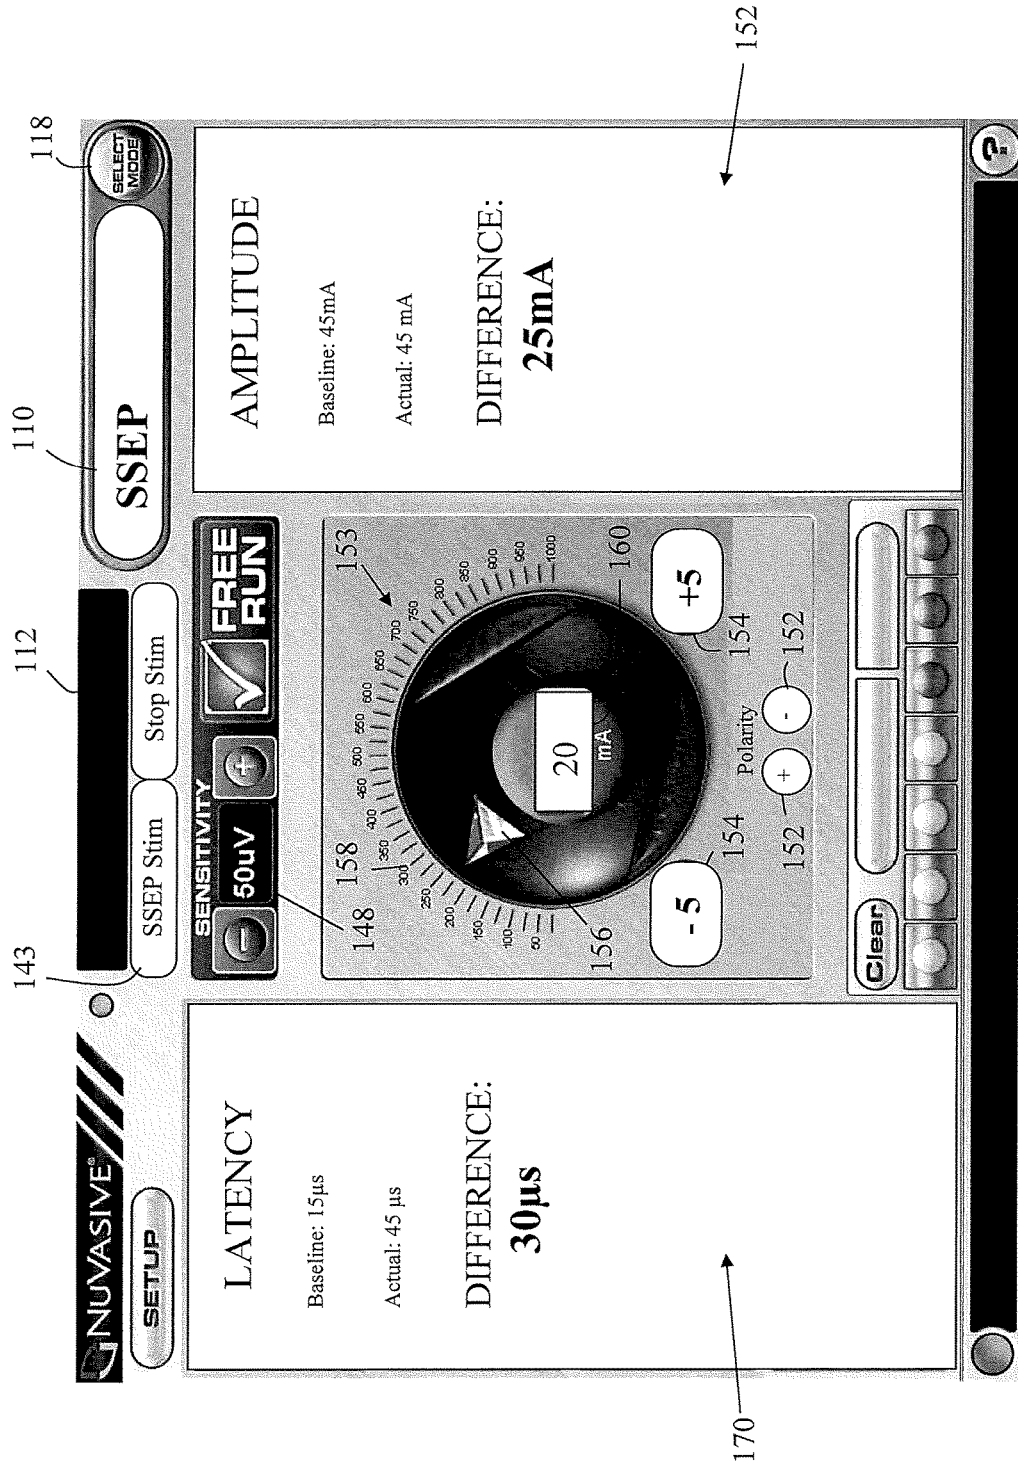 112
110
118
143
NUVASIVE®
SETUP
SSEP Stim
Stop Stim
SSEP
SELECT
MODE
SENSITIVITY
50uV
FREE
RUN
LATENCY
Baseline: 15µs
Actual: 45 µs
DIFFERENCE:
30µs
148
158
153
50
100
150
200
250
300
350
400
450
500
550
600
650
700
750
800
850
900
950
1000
20
mA
156
160
- 5
+5
154
154
Polarity
152
+
-
152
Clear
AMPLITUDE
Baseline: 45mA
Actual: 45 mA
DIFFERENCE:
25mA
170
152
?